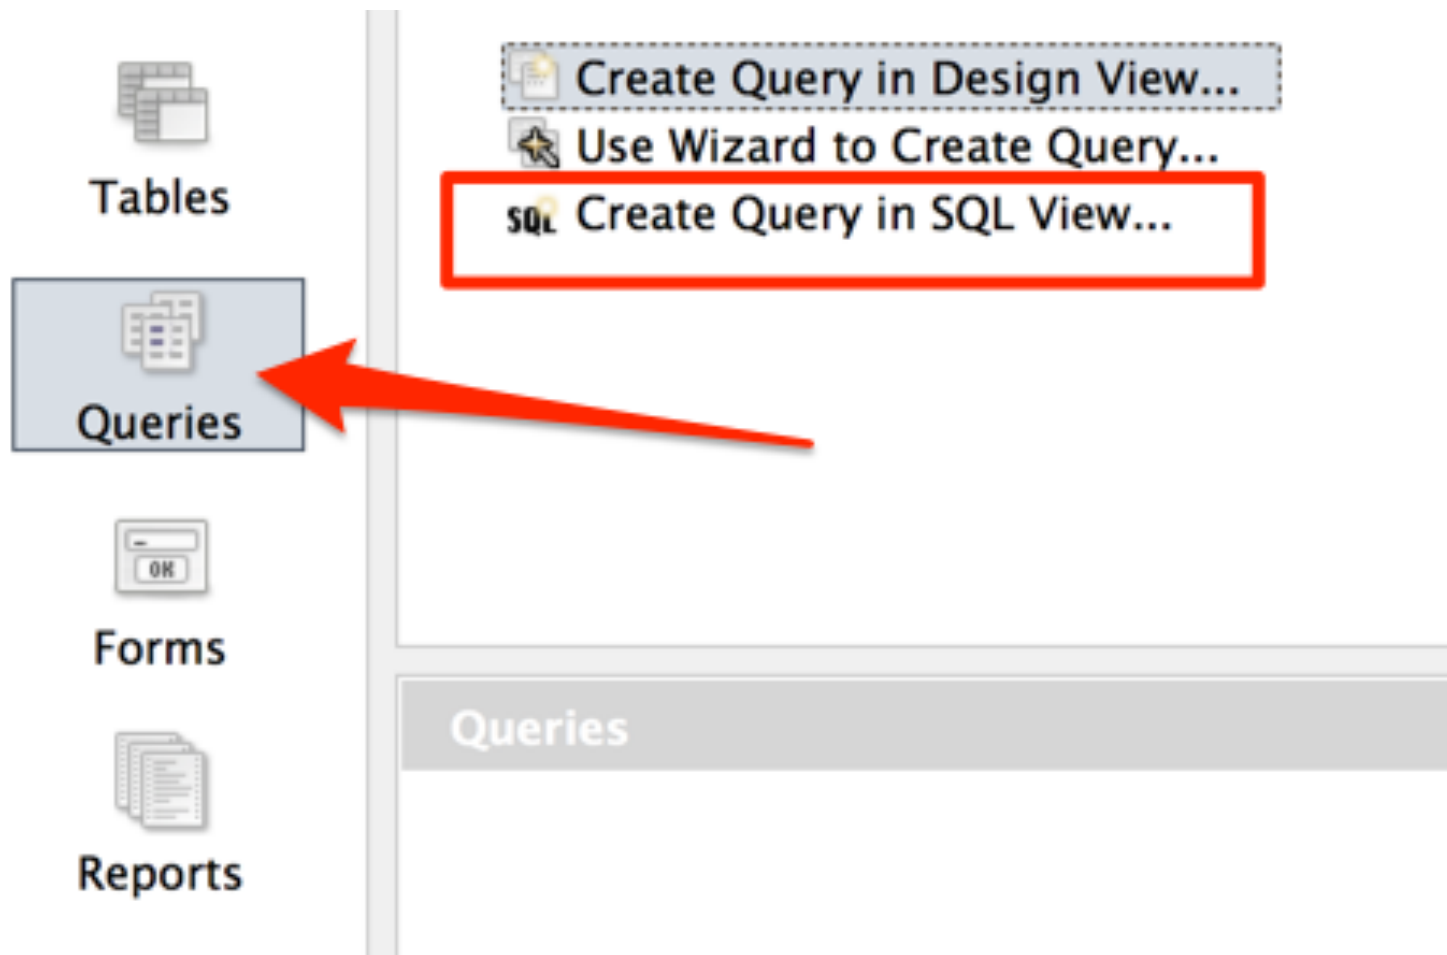 Tables
Queries
OK
Forms
Reports
Create Query in Design View...
Use Wizard to Create Query...
SQL Create Query in SQL View...
Queries